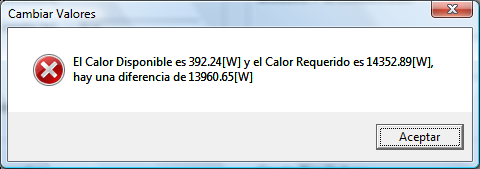 Cambiar Valores
El Calor Disponible es 392.24[W] y el Calor Requerido es 14352.89[W],
hay una diferencia de 13960.65[W]
Aceptar